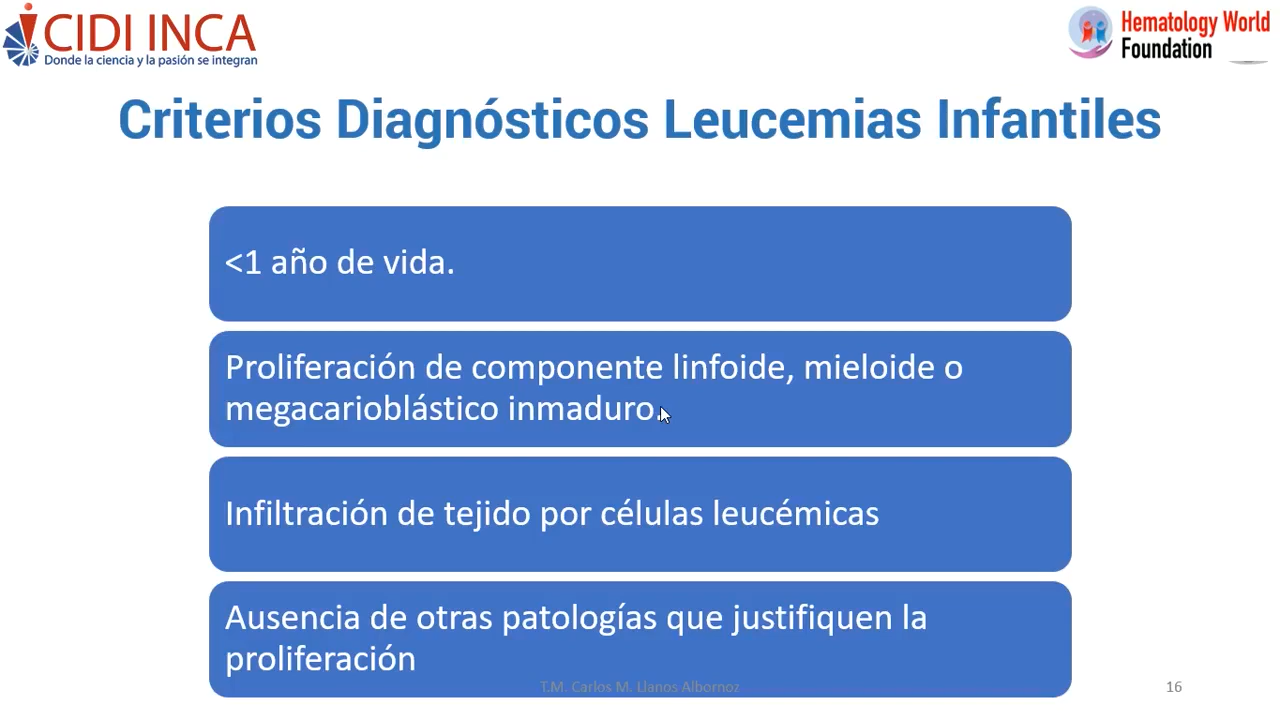 CIDI INCA
Donde la ciencia y la pasión se integran
Hematology World
Foundation
Criterios Diagnósticos Leucemias Infantiles
<1 año de vida.
Proliferación de componente linfoide, mieloide o
megacarioblástico inmaduro.
Infiltración de tejido por células leucémicas
Ausencia de otras patologías que justifiquen la
proliferación
T.M. Carlos M. Llanos Albornoz
16